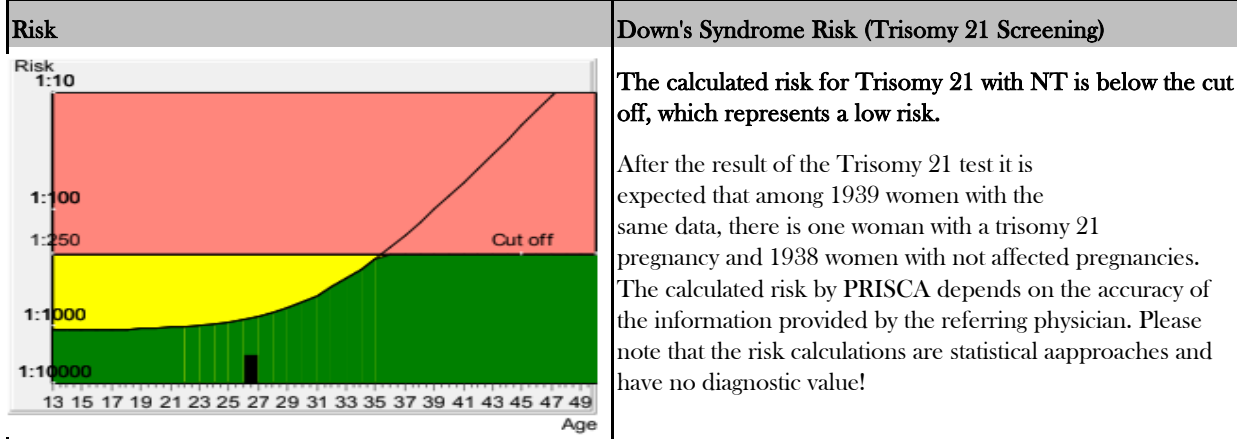 Risk
Down's Syndrome Risk (Trisomy 21 Screening)
Risk
1:10
1:100
1:250
Cut off
1:1000
1:10000
13 15 17 19 21 23 25 27 29 31 33 35 37 39 41 43 45 47 49
Age
The calculated risk for Trisomy 21 with NT is below the cut
off, which represents a low risk.
After the result of the Trisomy 21 test it is
expected that among 1939 women with the
same data, there is one woman with a trisomy 21
pregnancy and 1938 women with not affected pregnancies.
The calculated risk by PRISCA depends on the accuracy of
the information provided by the referring physician. Please
note that the risk calculations are statistical aapproaches and
have no diagnostic value!